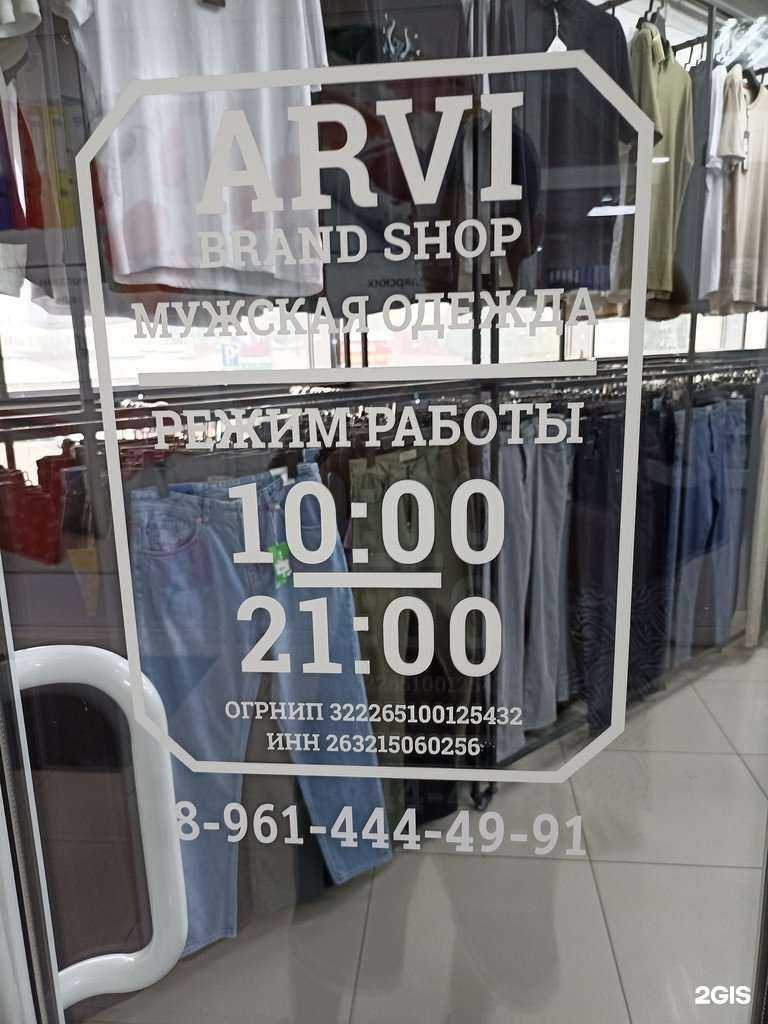 ARVI
BRAND SHOP
МУЖСКАЯ ОДЕЖДА
РЕЖИМ РАБОТЫ
10:00
21:00
ОГРНИП 322265100125432
ИНН 263215060256
8-961-444-49-91
2GIS